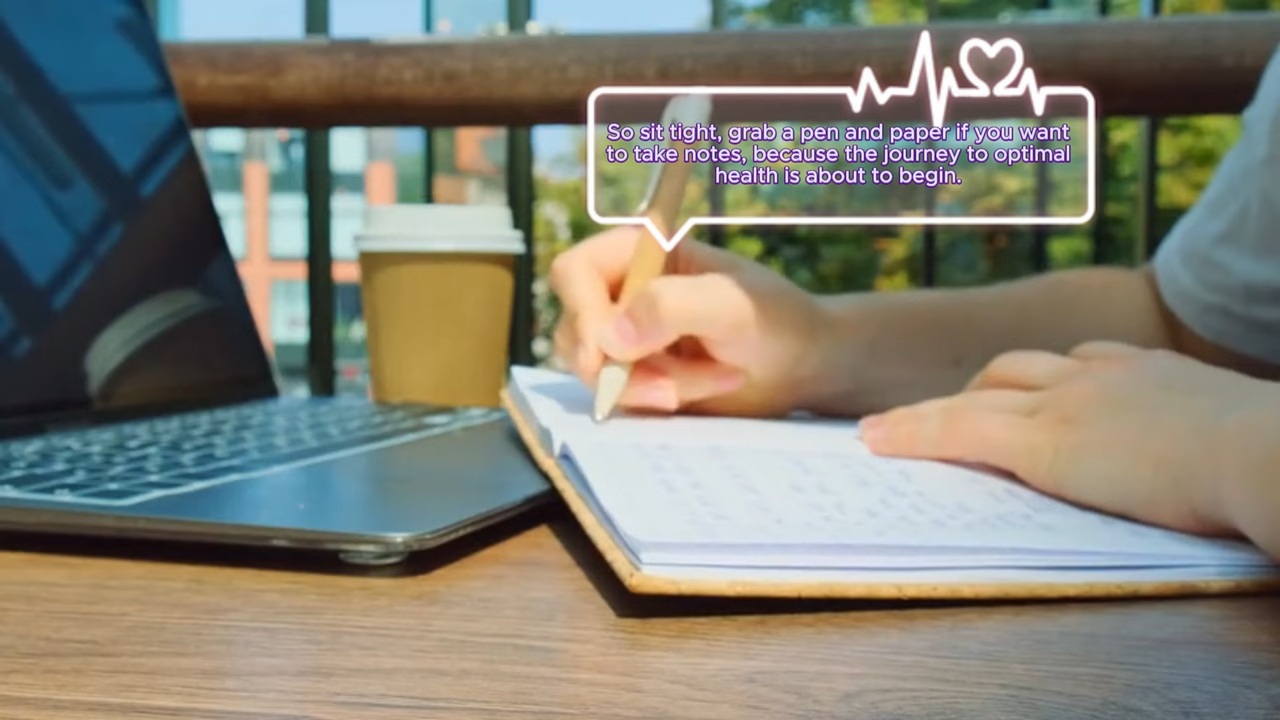 So sit tight, grab a pen and paper if you want
to take notes, because the journey to optimal
health is about to begin.